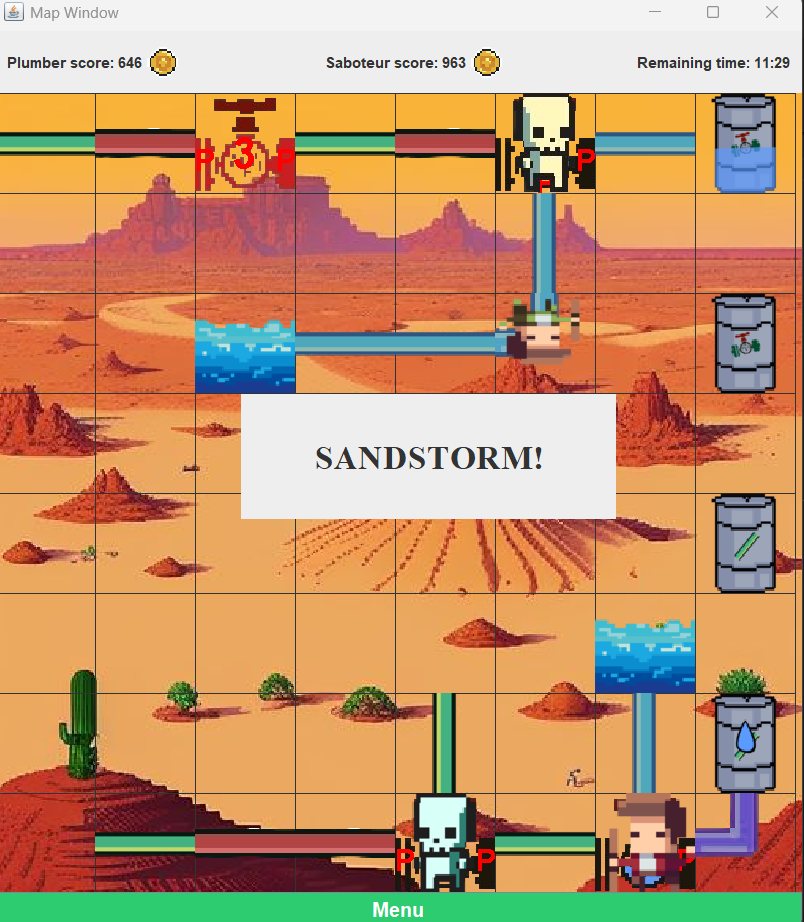 Map Window
Plumber score: 646
Saboteur score: 963
Remaining time: 11:29
P 3 P
F
P
F
SANDSTORM!
P P
P
Menu